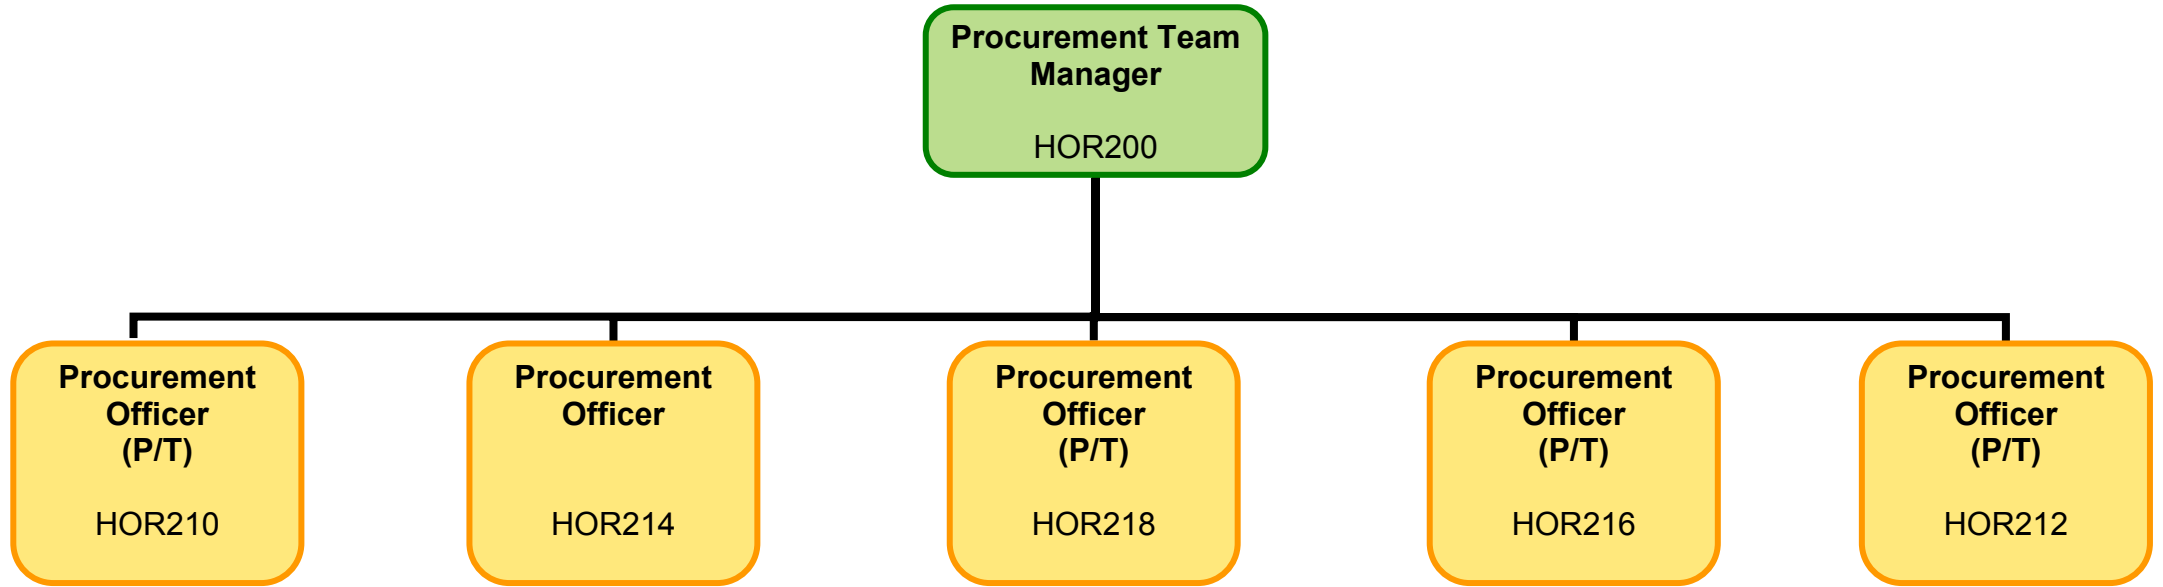 Procurement Team
Manager
HOR200
Procurement
Officer
(P/T)
HOR210
Procurement
Officer
HOR214
Procurement
Officer
(P/T)
HOR218
Procurement
Officer
(P/T)
HOR216
Procurement
Officer
(P/T)
HOR212